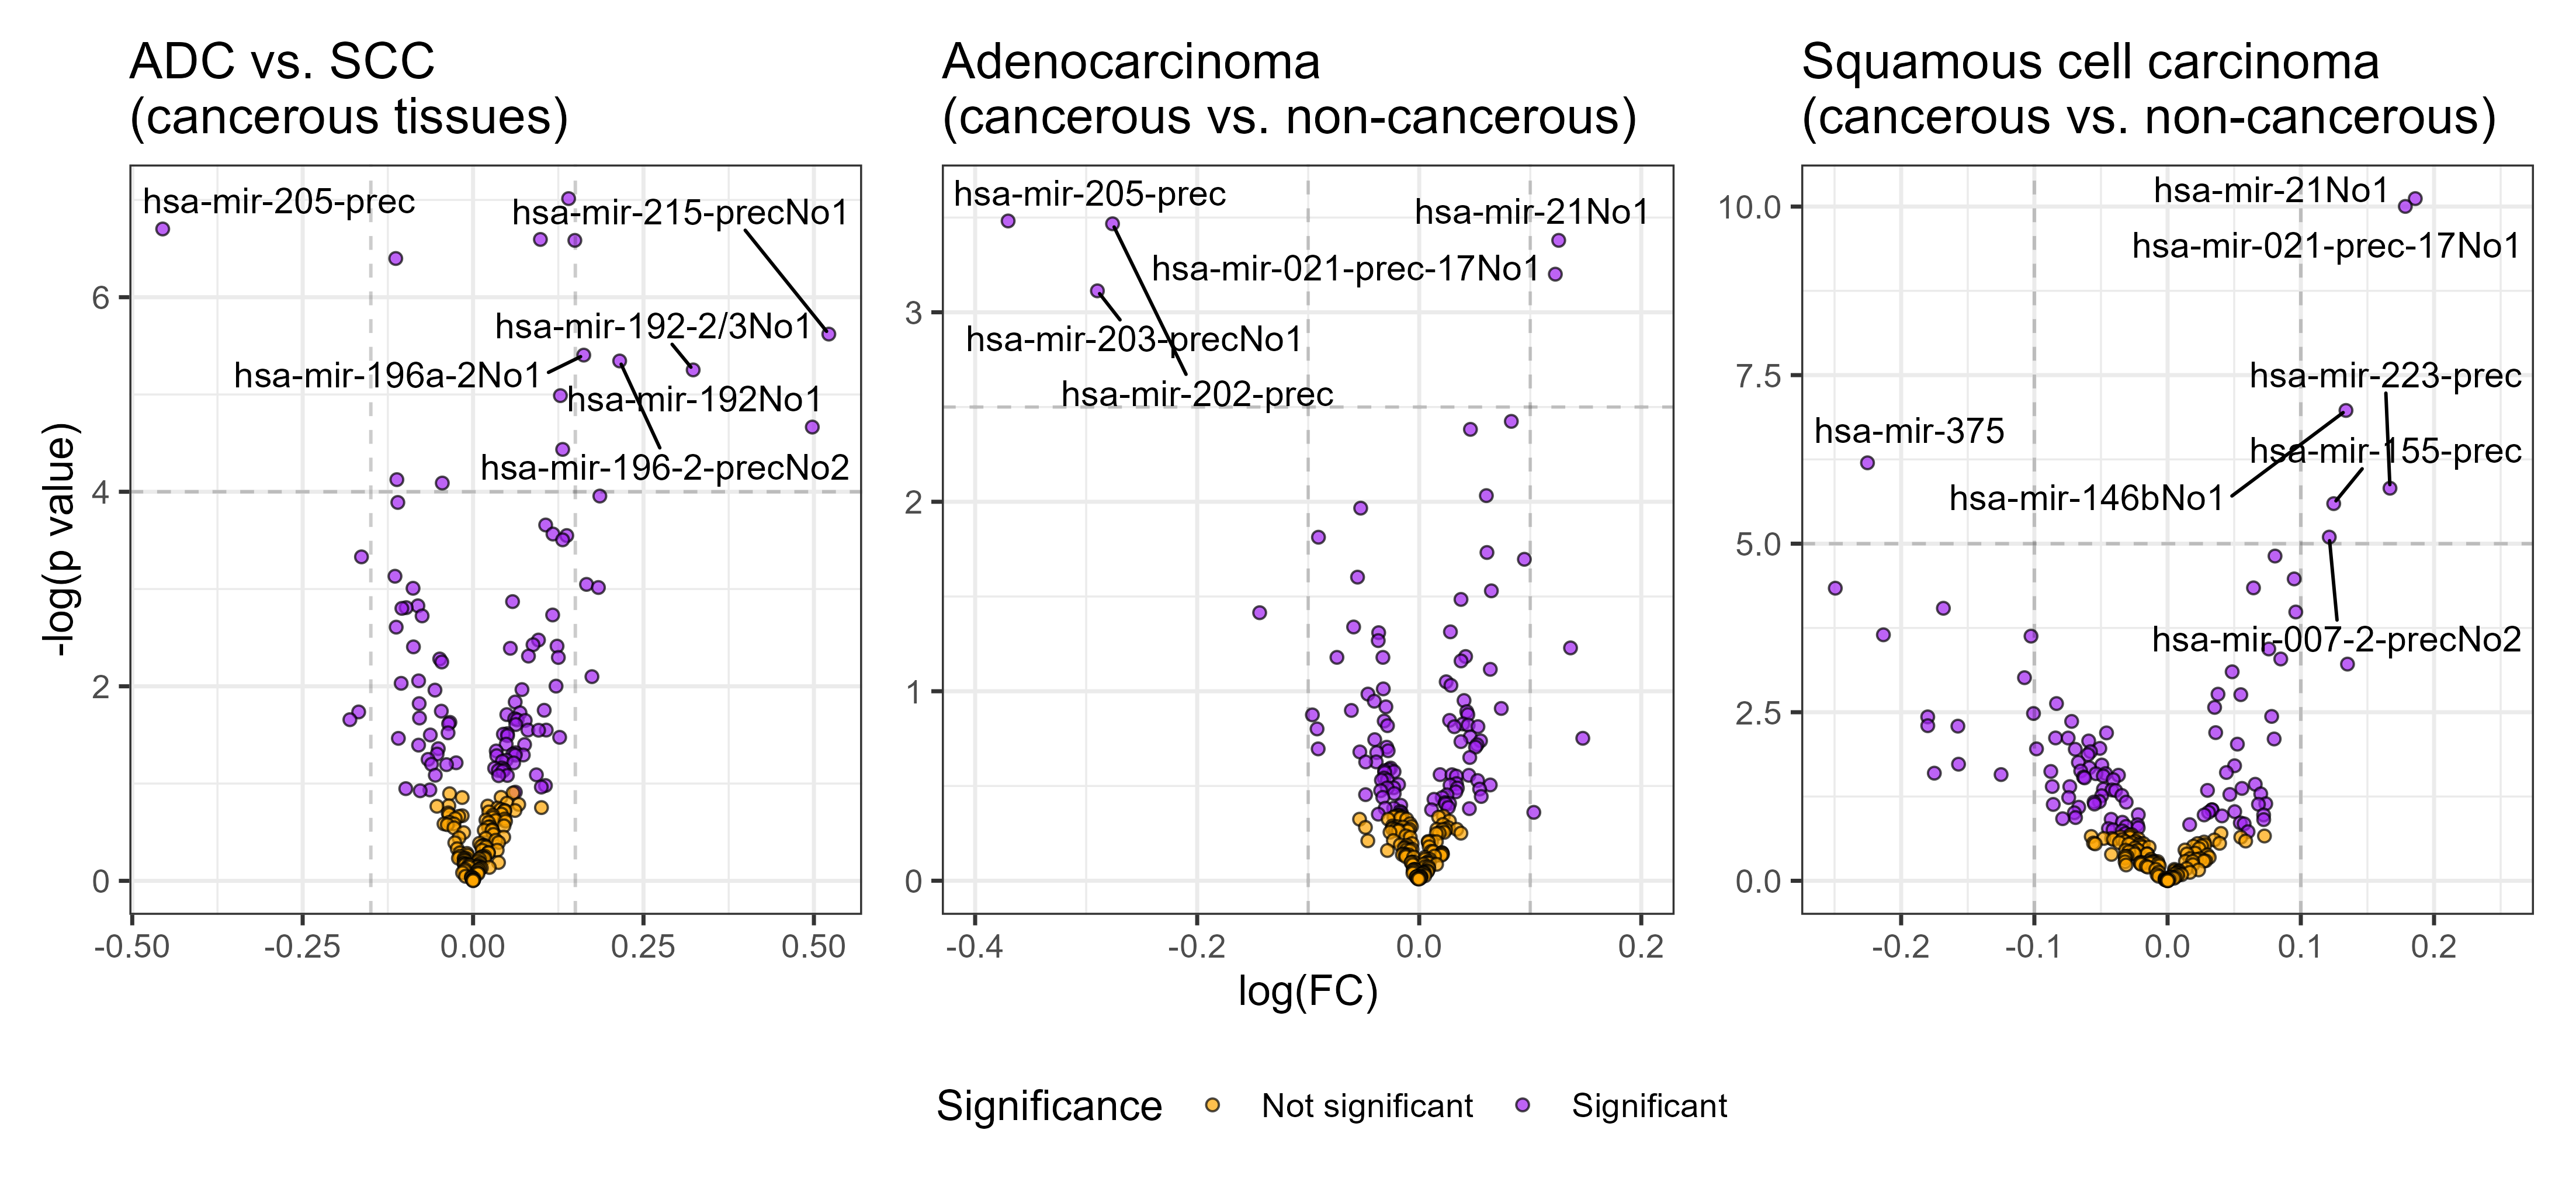 ADC vs. SCC
(cancerous tissues)
Adenocarcinoma
(cancerous vs. non-cancerous)
Squamous cell carcinoma
(cancerous vs. non-cancerous)
-log(p value)
6
4
2
0
hsa-mir-205-prec
hsa-mir-215-precNo1
hsa-mir-192-2/3No1
hsa-mir-196a-2No1
hsa-mir-192No1
hsa-mir-196-2-precNo2
-0.50
-0.25
0.00
0.25
0.50
3
2
1
0
hsa-mir-205-prec
hsa-mir-21No1
hsa-mir-021-prec-17No1
hsa-mir-203-precNo1
hsa-mir-202-prec
-0.4
-0.2
0.0
0.2
10.0
7.5
5.0
2.5
0.0
hsa-mir-21No1
hsa-mir-021-prec-17No1
hsa-mir-223-prec
hsa-mir-375
hsa-mir-155-prec
hsa-mir-146bNo1
hsa-mir-007-2-precNo2
-0.2
-0.1
0.0
0.1
0.2
log(FC)
Significance
Not significant
Significant